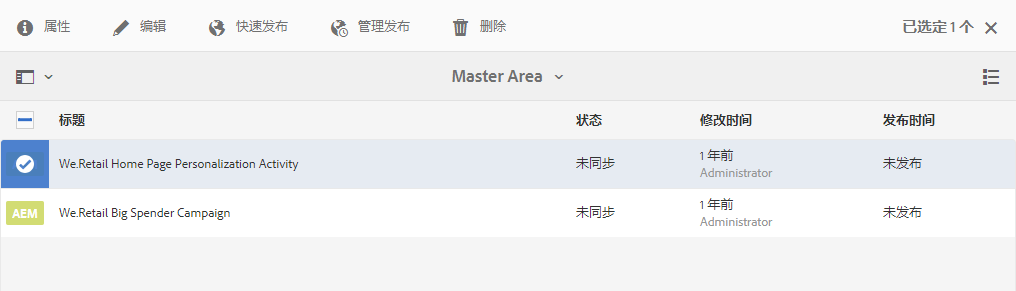 属性 编辑 快速发布 管理发布 删除 已选定 1 个
Master Area
标题 状态 修改时间 发布时间
We.Retail Home Page Personalization Activity 未同步 1 年前 未发布
Administrator
AEM We.Retail Big Spender Campaign 未同步 1 年前 未发布
Administrator